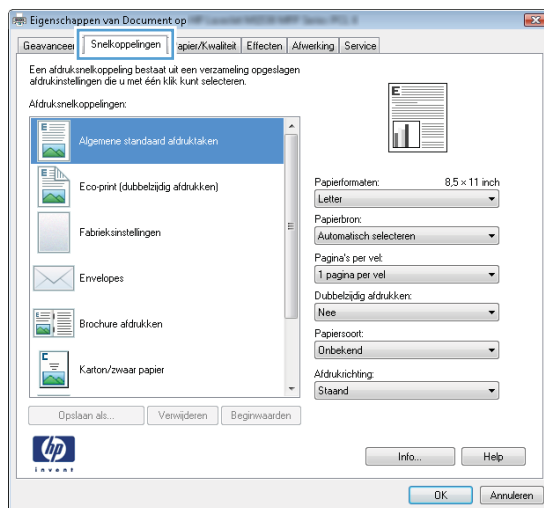 Eigenschappen van Document op
Geavanceer Snelkoppelingen apier/Kwaliteit Effecten Afwerking Service
Een afdruksnelkoppeling bestaat uit een verzameling opgeslagen
afdrukinstellingen die u met één klik kunt selecteren.
Afdruksnelkoppelingen:
Algemene standaard afdruktaken
Eco-print (dubbelzijdig afdrukken)
Fabrieksinstellingen
Envelopes
Brochure afdrukken
Karton/zwaar papier
Opslaan als... Verwijderen Beginwaarden
E
Papierformaten: 8,5 × 11 inch
Letter
Papierbron:
Automatisch selecteren
Pagina's per vel:
1 pagina per vel
Dubbelzijdig afdrukken:
Nee
Papiersoort:
Onbekend
Afdrukrichting:
Staand
hp
invent
Info... Help
OK Annuleren